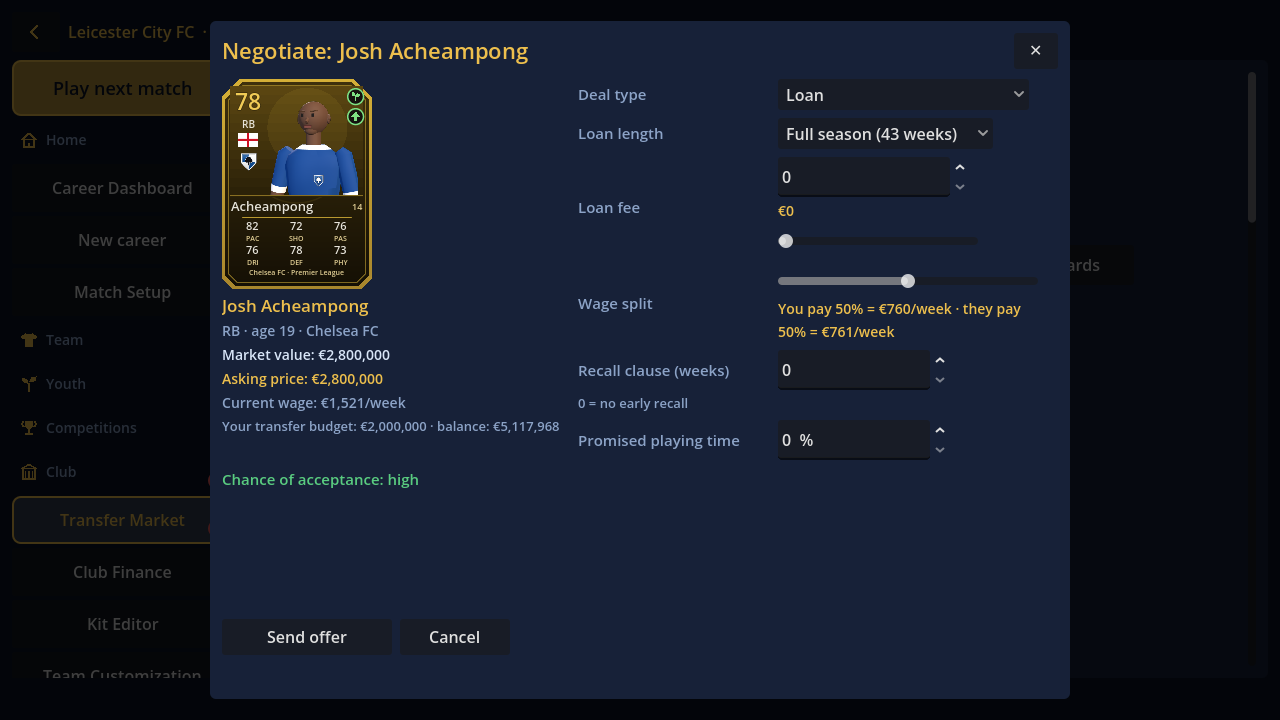 Leicester City FC ·
Play next match
Home
Career Dashboard
New career
Match Setup
Team
Youth
Competitions
Club
Transfer Market
Club Finance
Kit Editor
Team Customization
Negotiate: Josh Acheampong
×
78
RB
Acheampong
14
82 72 76
PAC SHO PAS
76 78 73
DRI DEF PHY
Chelsea FC · Premier League
Josh Acheampong
RB · age 19 · Chelsea FC
Market value: €2,800,000
Asking price: €2,800,000
Current wage: €1,521/week
Your transfer budget: €2,000,000 · balance: €5,117,968
Chance of acceptance: high
Deal type
Loan
Loan length
Full season (43 weeks)
Loan fee
0
€0
Wage split
You pay 50% = €760/week · they pay
50% = €761/week
Recall clause (weeks)
0
0 = no early recall
Promised playing time
0 %
Send offer
Cancel